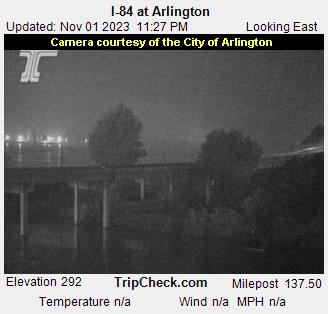 I-84 at Arlington
Updated: Nov 01 2023 11:27 PM Looking East
Camera courtesy of the City of Arlington
Elevation 292 TripCheck.com Milepost 137.50
Temperature n/a Wind n/a MPH n/a